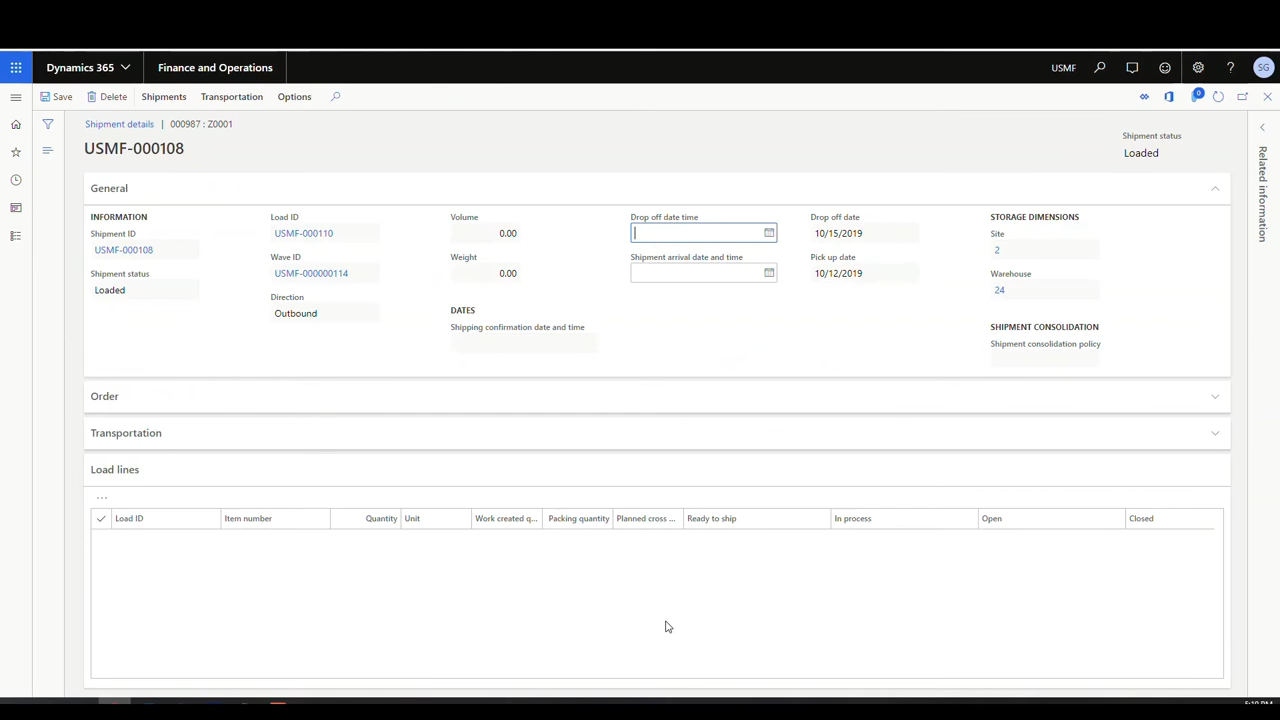 Dynamics 365 Finance and Operations USMF ? SG
Save Delete Shipments Transportation Options 0
Shipment details | 000987 : Z0001
USMF-000108
Shipment status
Loaded
Related information
General
INFORMATION
Shipment ID
USMF-000108
Shipment status
Loaded
Load ID
USMF-000110
Wave ID
USMF-000000114
Direction
Outbound
Volume
0.00
Weight
0.00
DATES
Shipping confirmation date and time
Drop off date time
Shipment arrival date and time
Drop off date
10/15/2019
Pick up date
10/12/2019
STORAGE DIMENSIONS
Site
2
Warehouse
24
SHIPMENT CONSOLIDATION
Shipment consolidation policy
Order
Transportation
Load lines
...
Load ID Item number Quantity Unit Work created q... Packing quantity Planned cross ... Ready to ship In process Open Closed